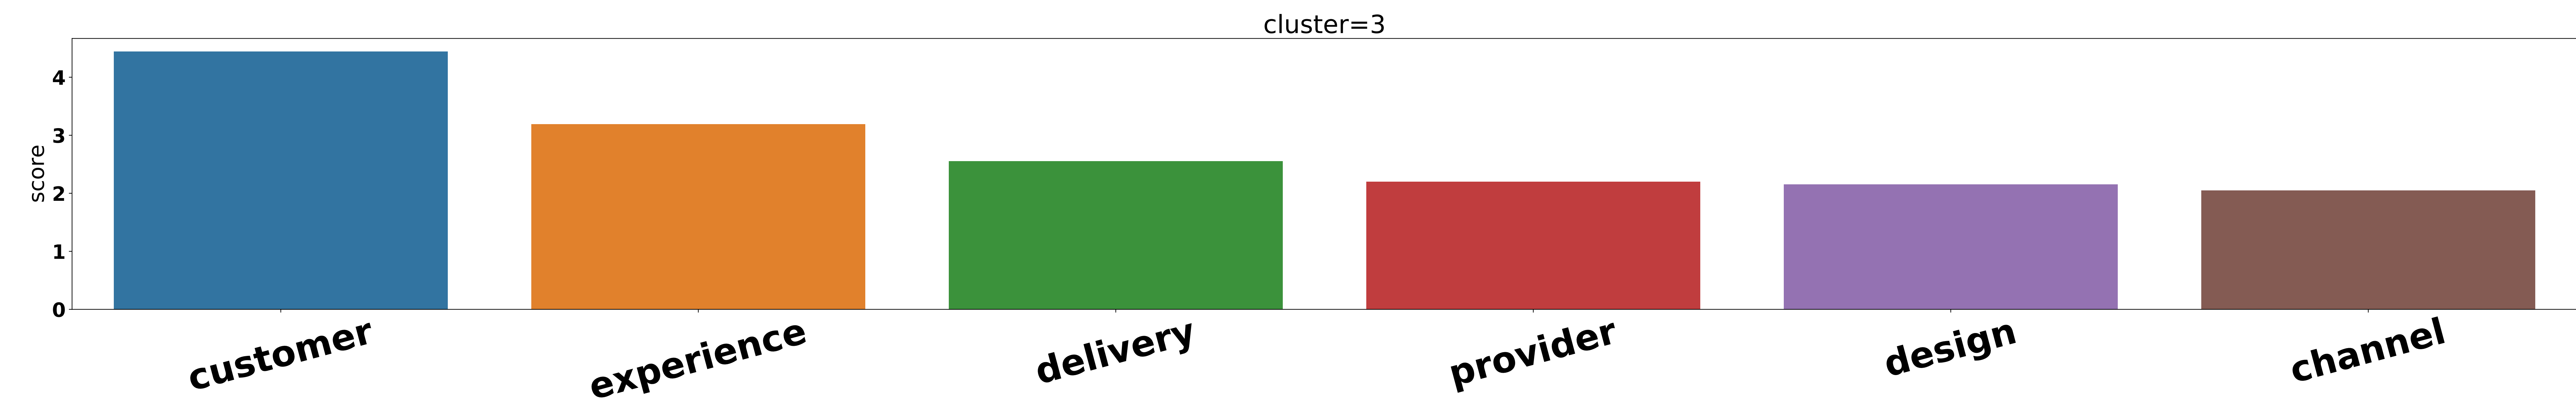 cluster=3
score
4
3
2
1
0
customer
experience
delivery
provider
design
channel